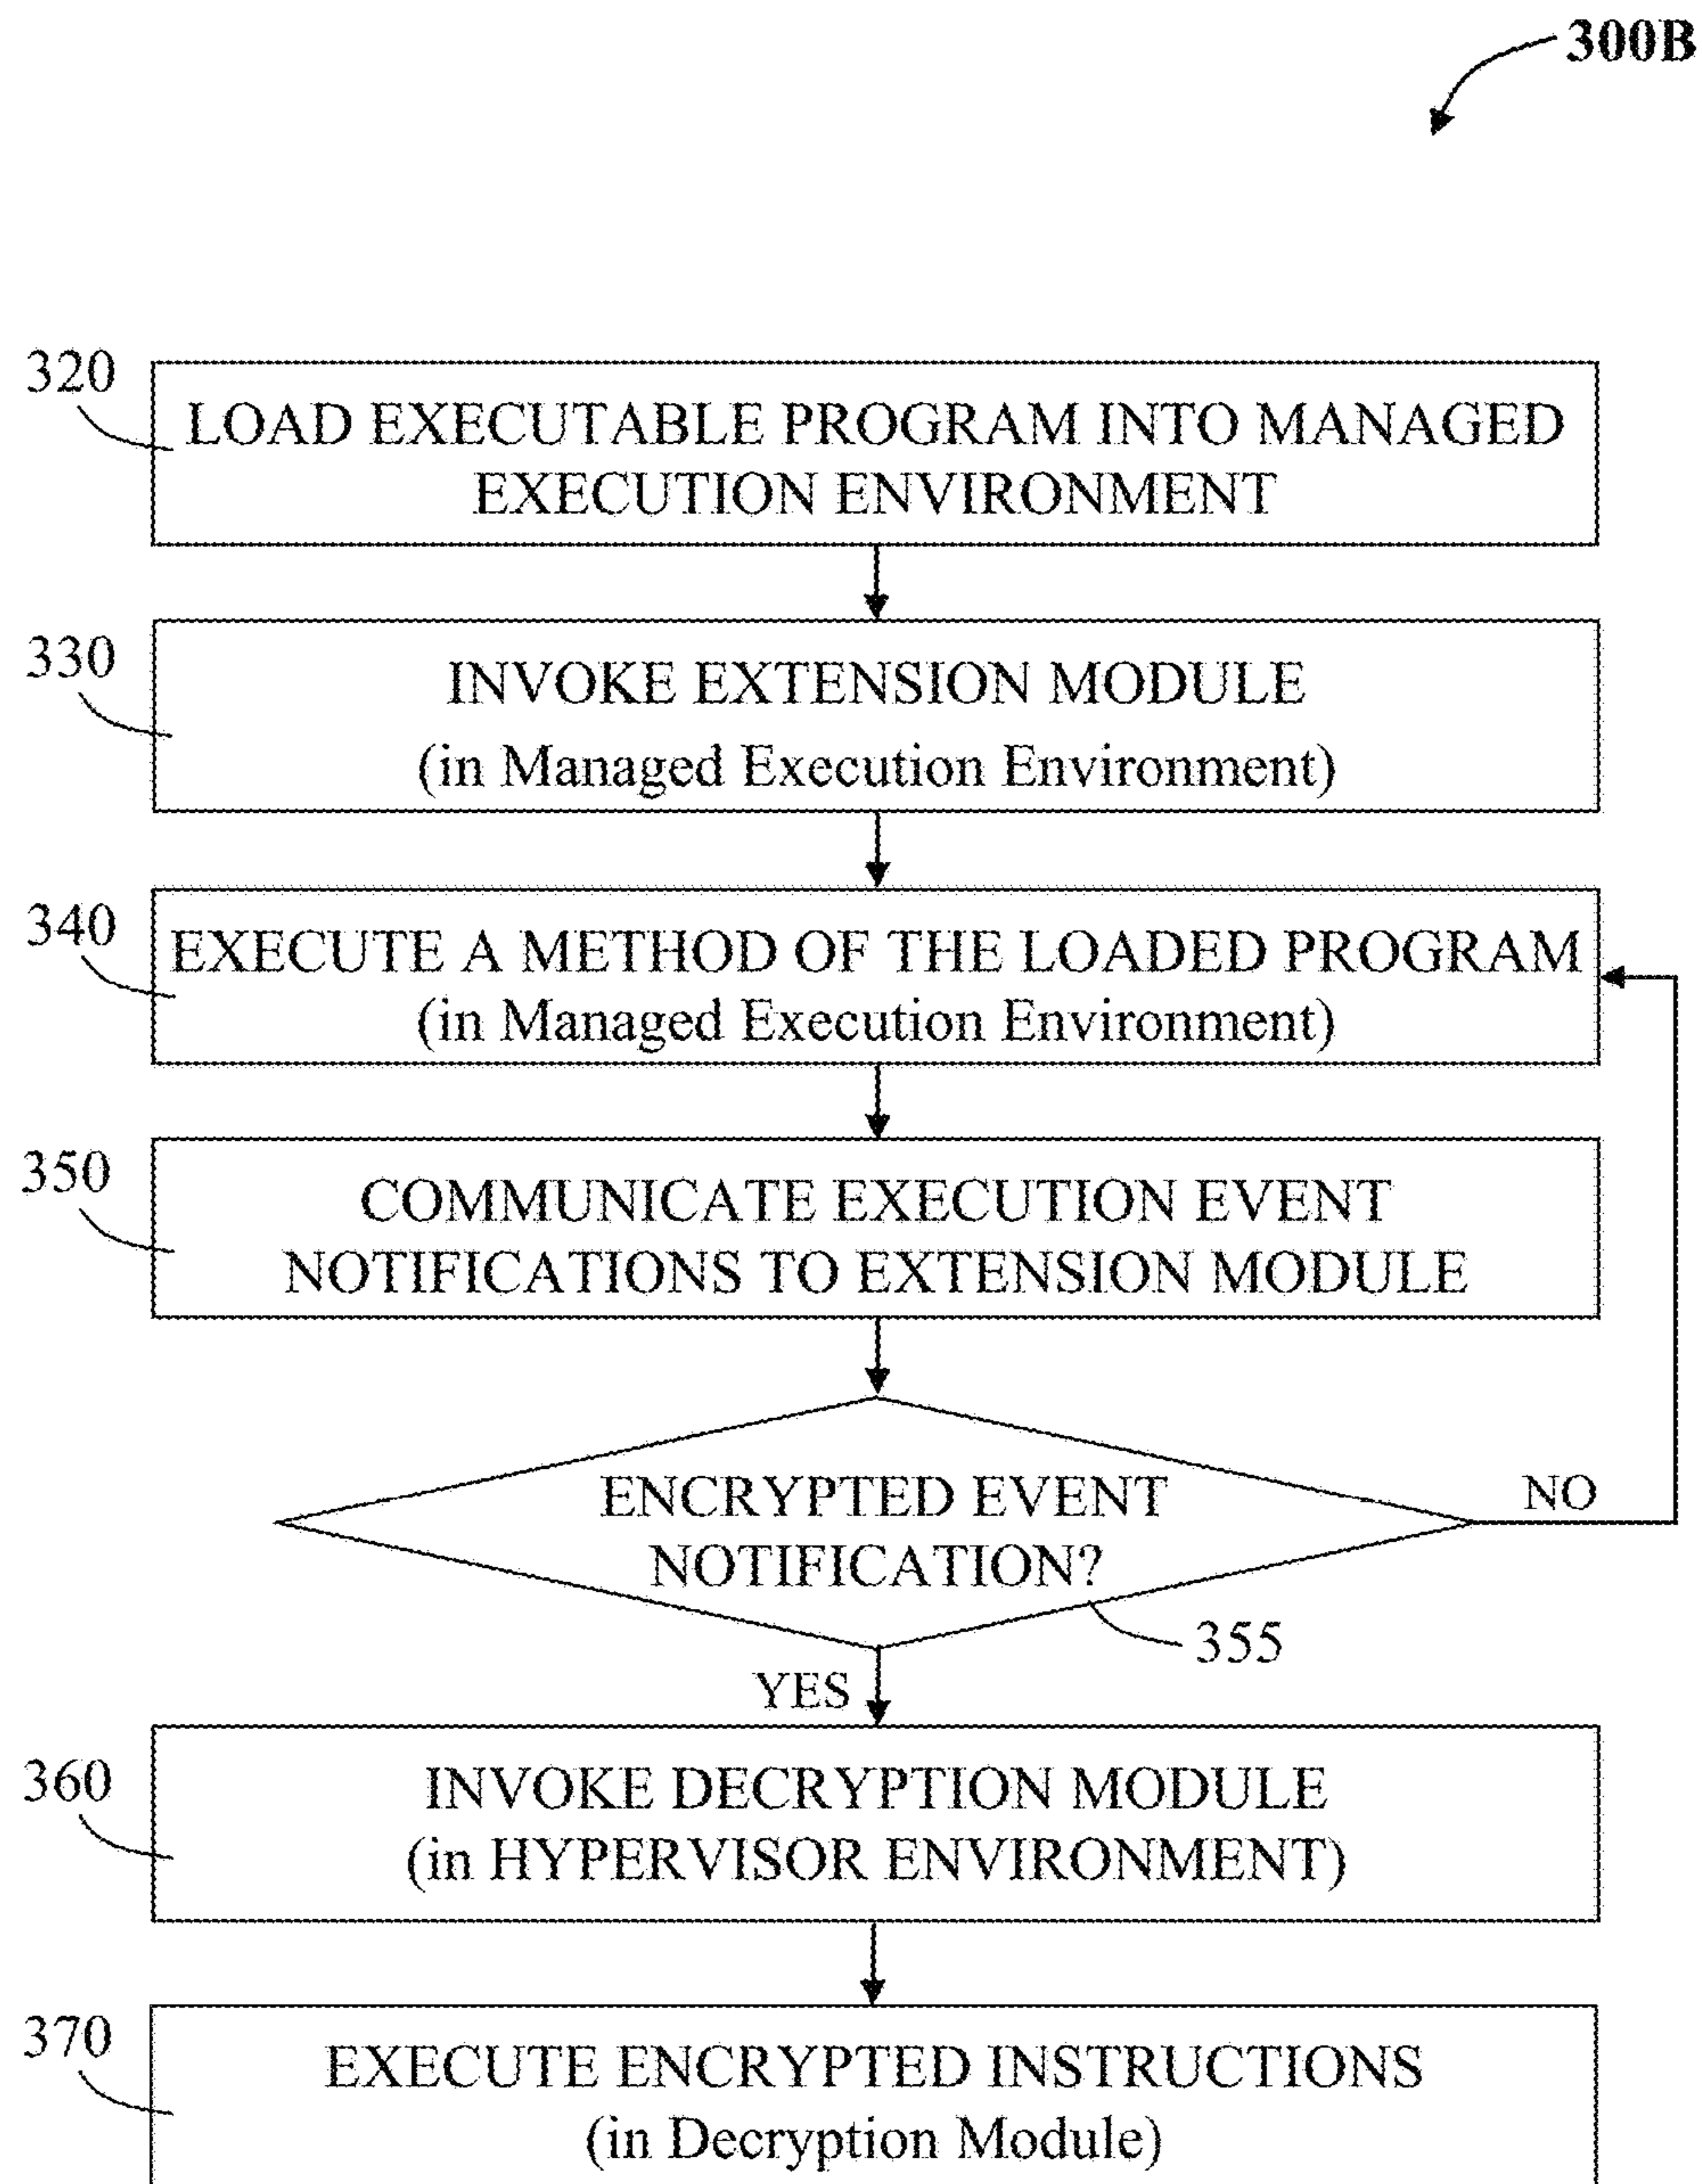 300B
320
LOAD EXECUTABLE PROGRAM INTO MANAGED
EXECUTION ENVIRONMENT
330
INVOKE EXTENSION MODULE
(in Managed Execution Environment)
340
EXECUTE A METHOD OF THE LOADED PROGRAM
(in Managed Execution Environment)
350
COMMUNICATE EXECUTION EVENT
NOTIFICATIONS TO EXTENSION MODULE
ENCRYPTED EVENT
NOTIFICATION?
NO
355
YES
360
INVOKE DECRYPTION MODULE
(in HYPERVISOR ENVIRONMENT)
370
EXECUTE ENCRYPTED INSTRUCTIONS
(in Decryption Module)